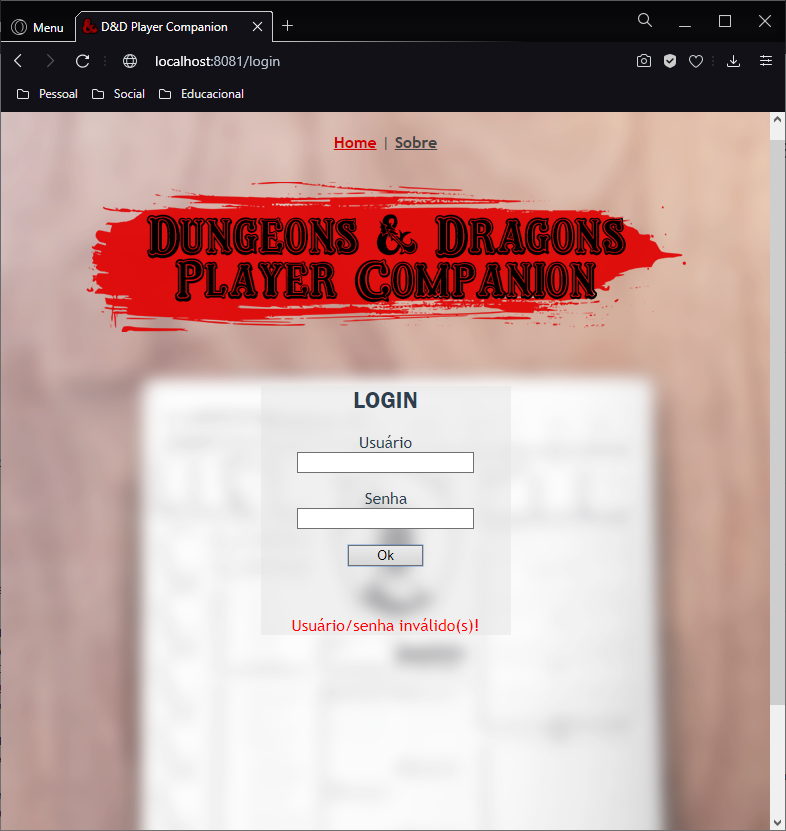 Menu
D&D Player Companion
localhost:8081/login
Pessoal Social Educacional
Home | Sobre
Dungeons & Dragons
Player Companion
LOGIN
Usuário
Senha
Ok
Usuário/senha inválido(s)!